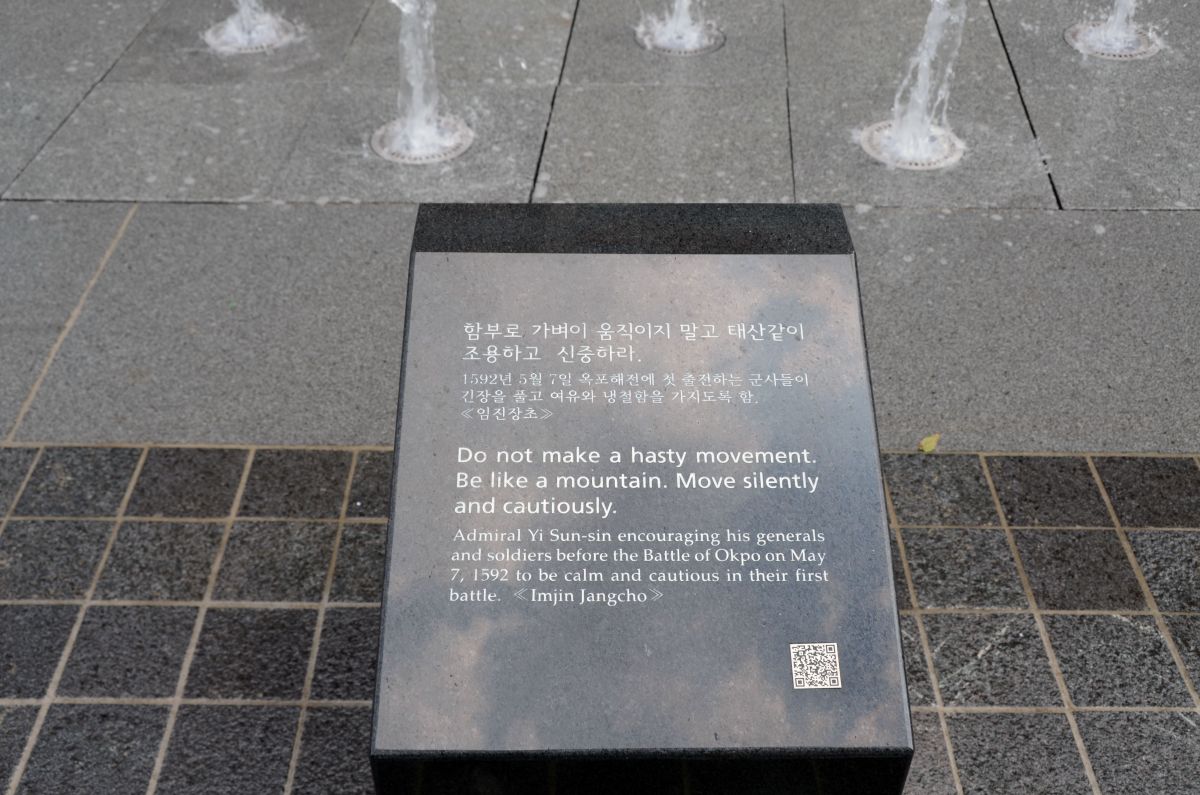 함부로 가벼이 움직이지 말고 태산같이
조용하고 신중하라.
1592년 5월 7일 옥포해전에 첫 출전하는 군사들이
긴장을 풀고 여유와 냉철함을 가지도록 함.
≪임진장초≫
Do not make a hasty movement.
Be like a mountain. Move silently
and cautiously.
Admiral Yi Sun-sin encouraging his generals
and soldiers before the Battle of Okpo on May
7, 1592 to be calm and cautious in their first
battle. ≪Imjin Jangcho≫